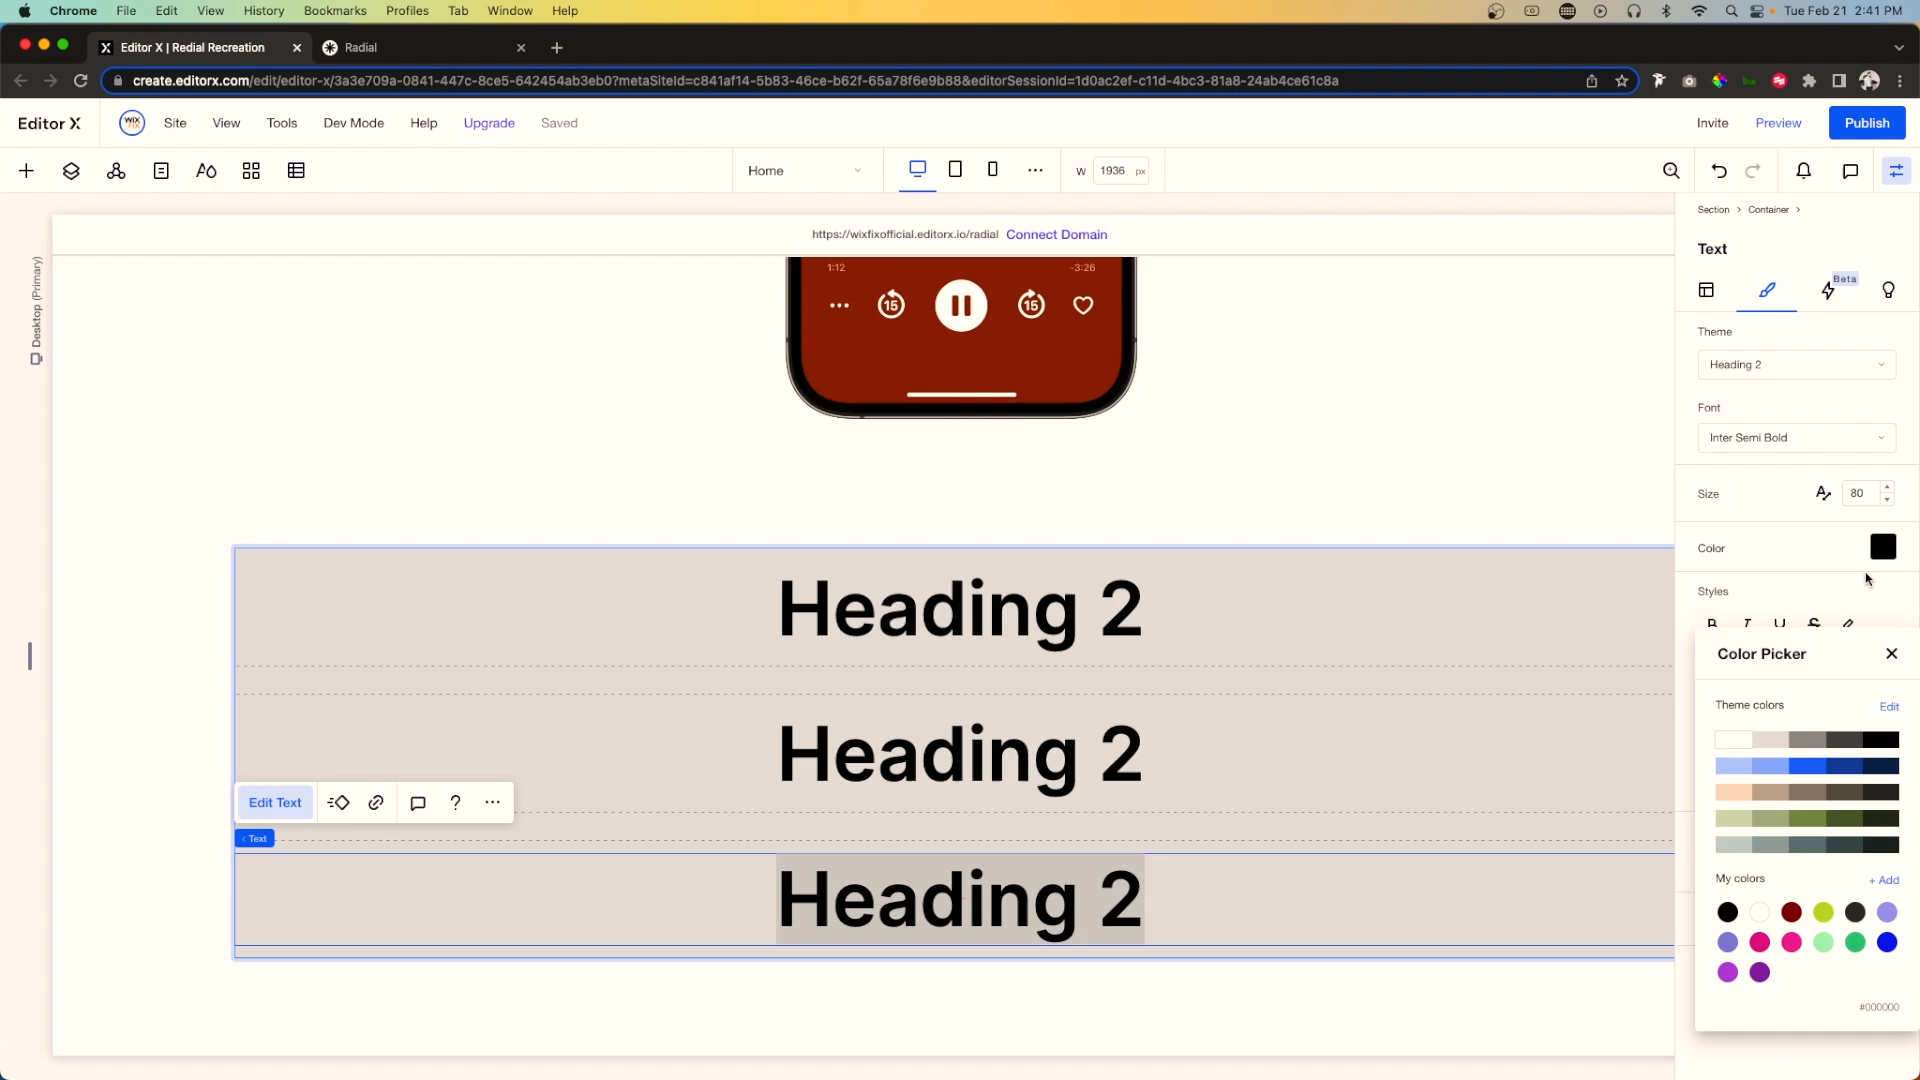 Chrome File Edit View History Bookmarks Profiles Tab Window Help Tue Feb 21 2:41 PM
Editor X | Redial Recreation Radial
create.editorx.com/edit/editor-x/3a3e709a-0841-447c-8ce5-642454ab3eb0?metaSiteId=c841af14-5b83-46ce-b62f-65a78f6e9b88&editorSessionId=1d0ac2ef-c11d-4bc3-81a8-24ab4ce61c8a
Editor X WIX FIX Site View Tools Dev Mode Help Upgrade Saved Invite Preview Publish
Home W 1936 px
Section > Container >
https://wixfixofficial.editorx.io/radial Connect Domain
Text
Desktop (Primary)
1:12 -3:26
15 15
Beta
Theme
Heading 2
Font
Inter Semi Bold
Size 80
Color
Styles
B I U S
Heading 2
Heading 2
Edit Text ?
Text
Heading 2
Color Picker
Theme colors Edit
My colors + Add
#000000